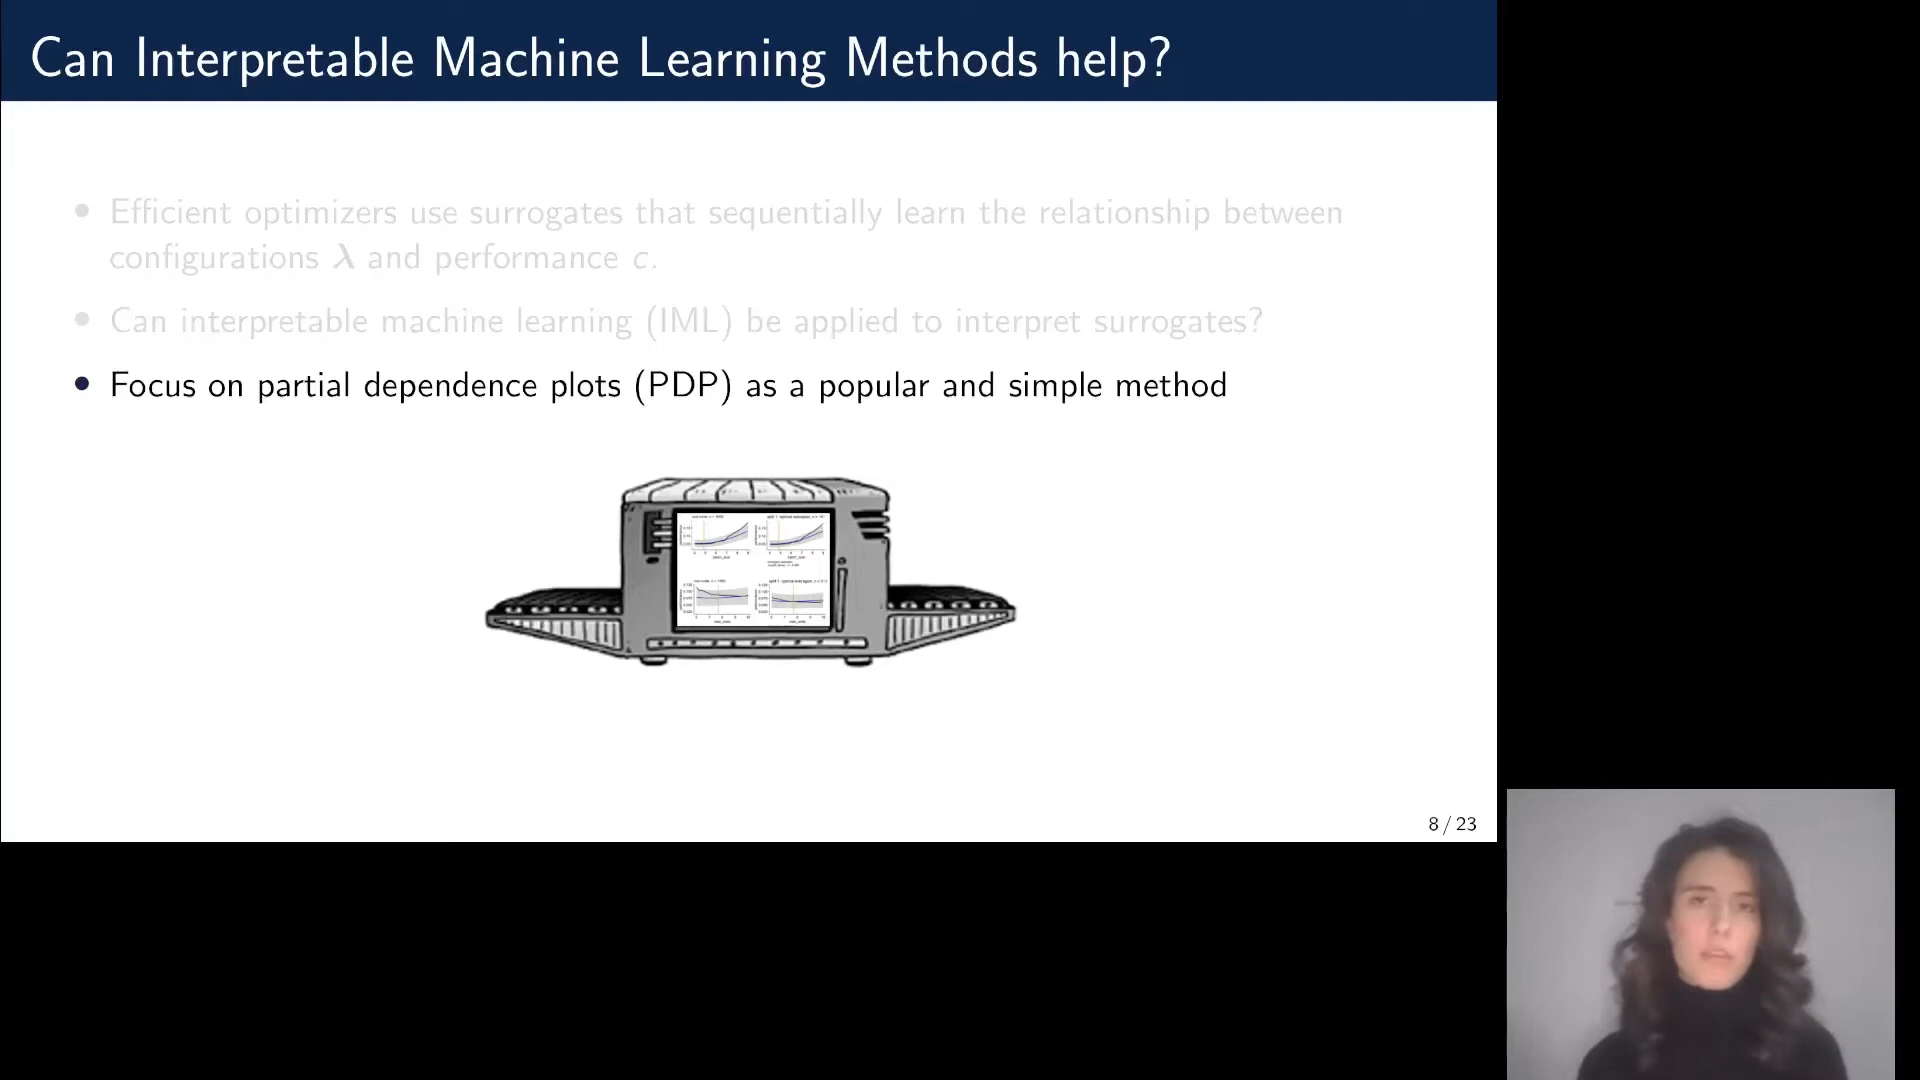 Can Interpretable Machine Learning Methods help?
• Efficient optimizers use surrogates that sequentially learn the relationship between
configurations λ and performance c.
• Can interpretable machine learning (IML) be applied to interpret surrogates?
• Focus on partial dependence plots (PDP) as a popular and simple method
8 / 23